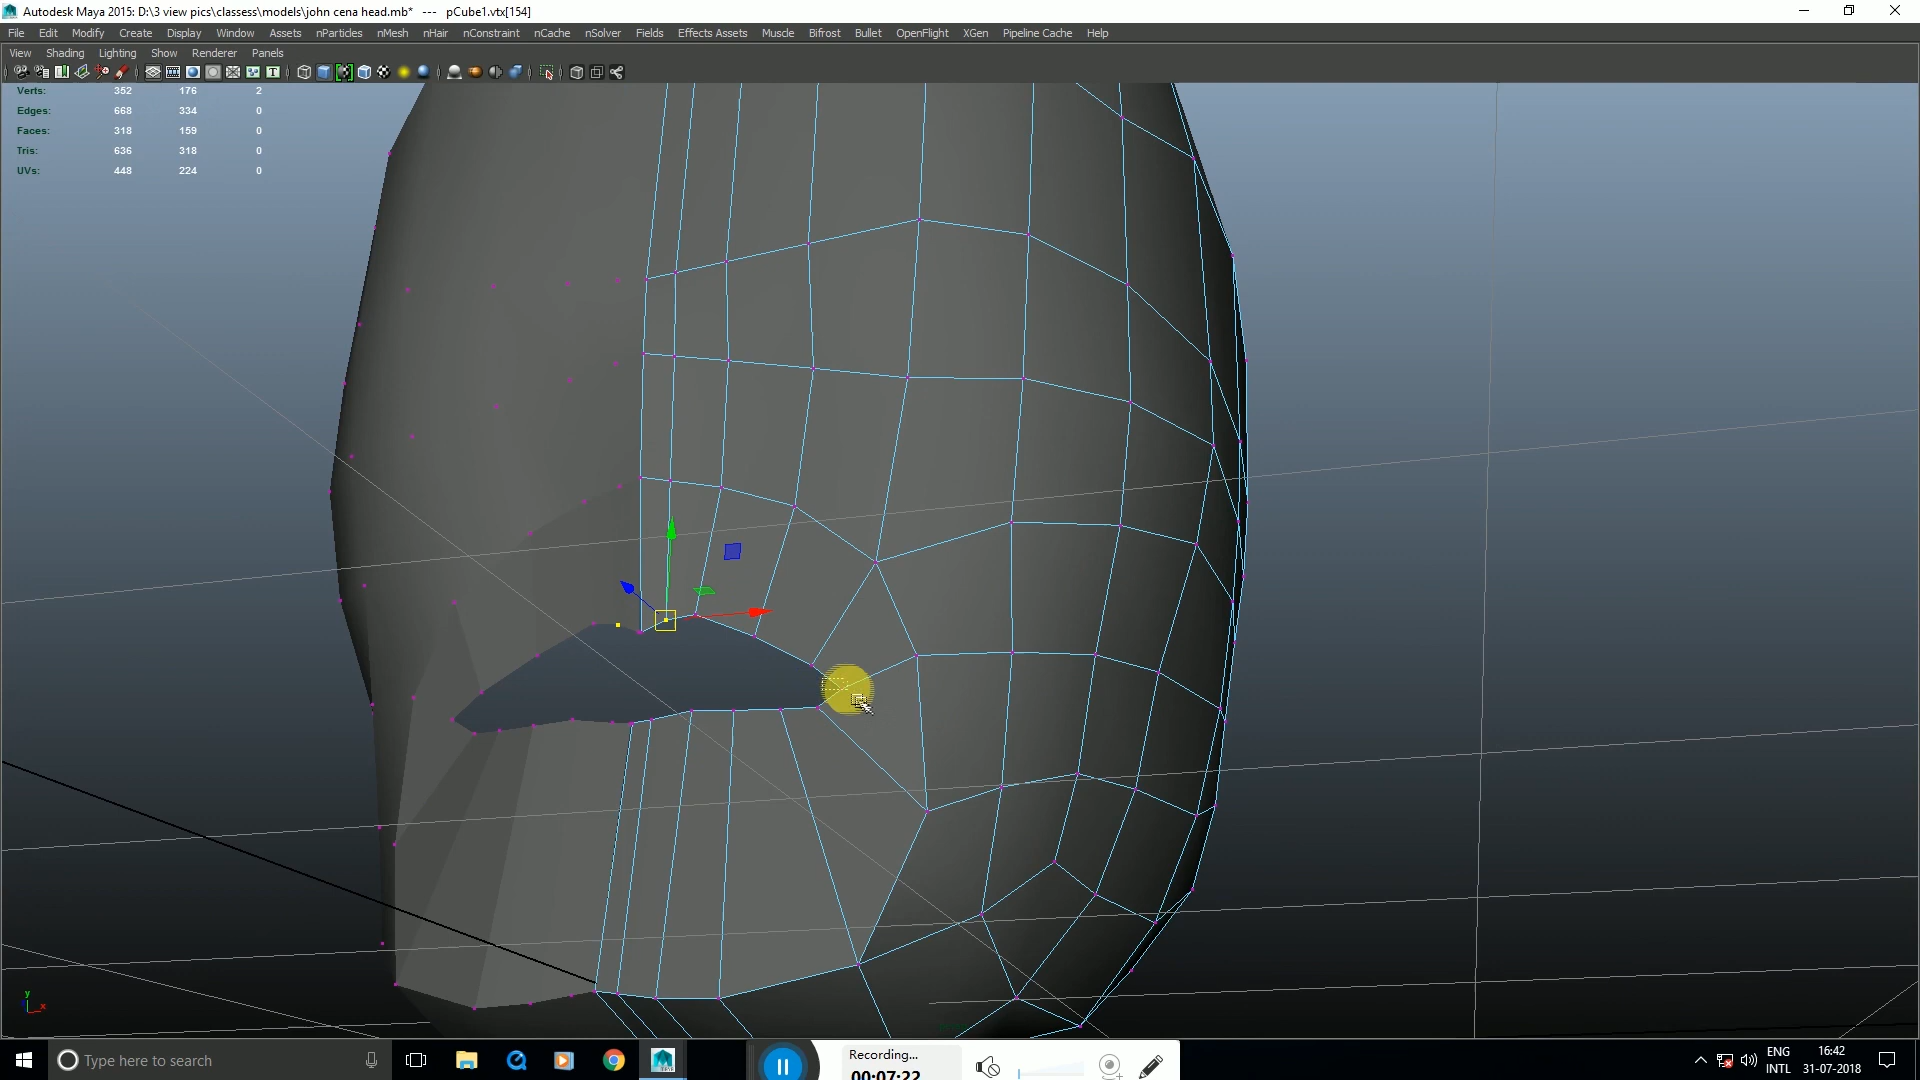 Autodesk Maya 2015: D:\3 view pics\classess\models\john cena head.mb* --- pCube1.vtx[154]
File Edit Modify Create Display Window Assets nParticles nMesh nHair nConstraint nCache nSolver Fields Effects Assets Muscle Bifrost Bullet OpenFlight XGen Pipeline Cache Help
View Shading Lighting Show Renderer Panels
Verts: 352 176 2
Edges: 668 334 0
Faces: 318 159 0
Tris: 636 318 0
UVs: 448 224 0
y
x
Type here to search
Recording...
00:07:22
ENG
INTL
16:42
31-07-2018